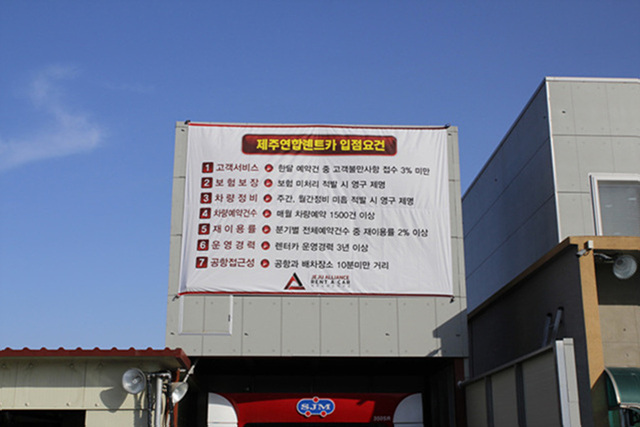 제주연합렌트카 입점요건
1 고객서비스 한달 예약건 중 고객불만사항 접수 3% 미만
2 보험보장 보험 미처리 적발 시 영구 제명
3 차량정비 주간, 월간정비 미흡 적발 시 영구 제명
4 차량예약건수 매월 차량예약 1500건 이상
5 재이용률 분기별 전체예약건수 중 재이용률 2% 이상
6 운영경력 렌터카 운영경력 3년 이상
7 공항접근성 공항과 배차장소 10분미만 거리
JEJU ALLIANCE
RENT A CAR
SJM